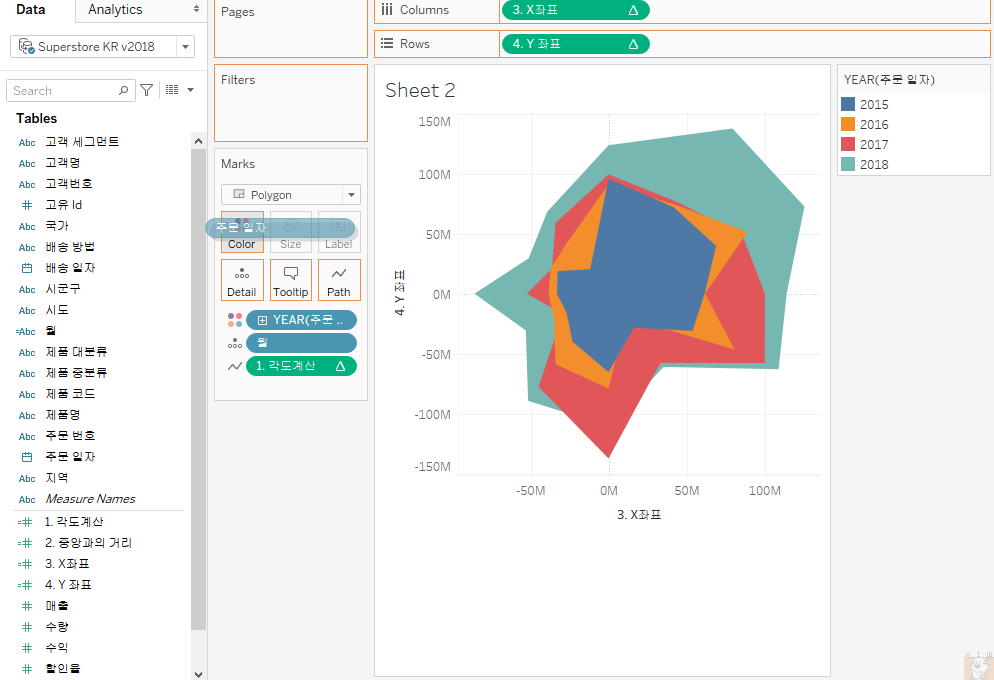 Data
Analytics
Superstore KR v2018
Search
Tables
Abc 고객 세그먼트
Abc 고객명
Abc 고객번호
# 고유 Id
Abc 국가
Abc 배송 방법
배송 일자
Abc 시군구
Abc 시도
=Abc 월
Abc 제품 대분류
Abc 제품 중분류
Abc 제품 코드
Abc 제품명
Abc 주문 번호
주문 일자
Abc 지역
Abc Measure Names
=# 1. 각도계산
=# 2. 중앙과의 거리
=# 3. X좌표
=# 4. Y 좌표
# 매출
# 수량
# 수익
# 할인율
Pages
Filters
Marks
Polygon
주문 일자
Color
Size
Label
Detail
Tooltip
Path
YEAR(주문 ..
월
1. 각도계산 Δ
Columns
3. X좌표 Δ
Rows
4. Y 좌표 Δ
Sheet 2
4. Y 좌표
150M
100M
50M
0M
-50M
-100M
-150M
-50M
0M
50M
100M
3. X좌표
YEAR(주문 일자)
2015
2016
2017
2018